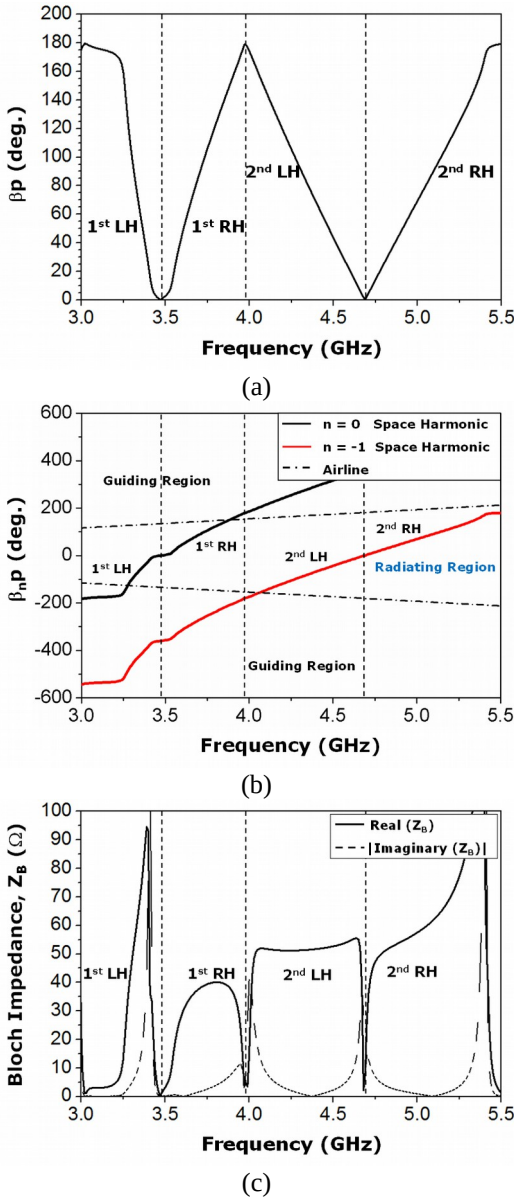 180
160
140
120
100
80
60
40
20
0
βp (deg.)
1st LH
1st RH
2nd LH
2nd RH
3.0 3.5 4.0 4.5 5.0 5.5
Frequency (GHz)
(a)
600
400
200
0
-200
-400
-600
βnp (deg.)
n = 0 Space Harmonic
n = -1 Space Harmonic
Airline
Guiding Region
1st LH
1st RH
2nd LH
2nd RH
Radiating Region
Guiding Region
3.0 3.5 4.0 4.5 5.0 5.5
Frequency (GHz)
(b)
100
90
80
70
60
50
40
30
20
10
0
Bloch Impedance, ZB (Ω)
Real (ZB)
|Imaginary (ZB)|
1st LH
1st RH
2nd LH
2nd RH
3.0 3.5 4.0 4.5 5.0 5.5
Frequency (GHz)
(c)